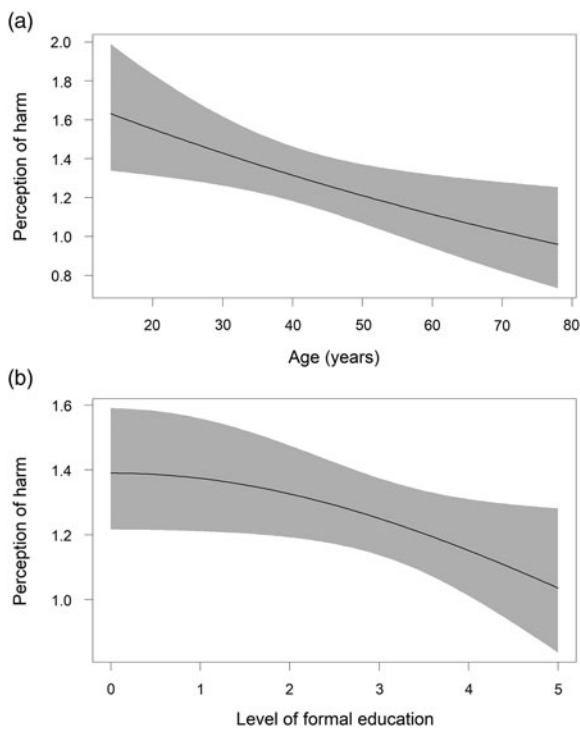 (a)
2.0
1.8
1.6
1.4
1.2
1.0
0.8
Perception of harm
20 30 40 50 60 70 80
Age (years)
(b)
1.6
1.4
1.2
1.0
Perception of harm
0 1 2 3 4 5
Level of formal education